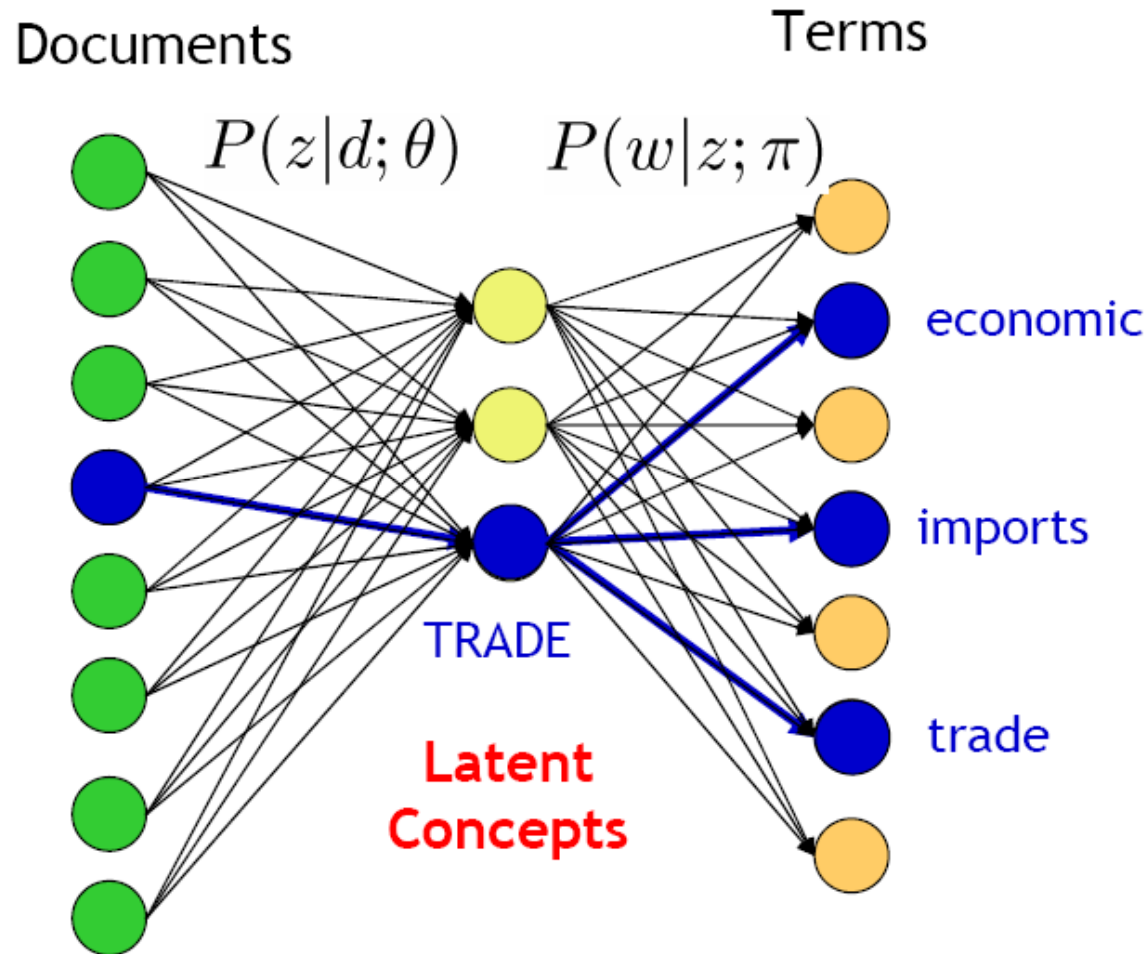 Documents
Terms
P(z|d; θ)
P(w|z; π)
economic
imports
TRADE
trade
Latent
Concepts